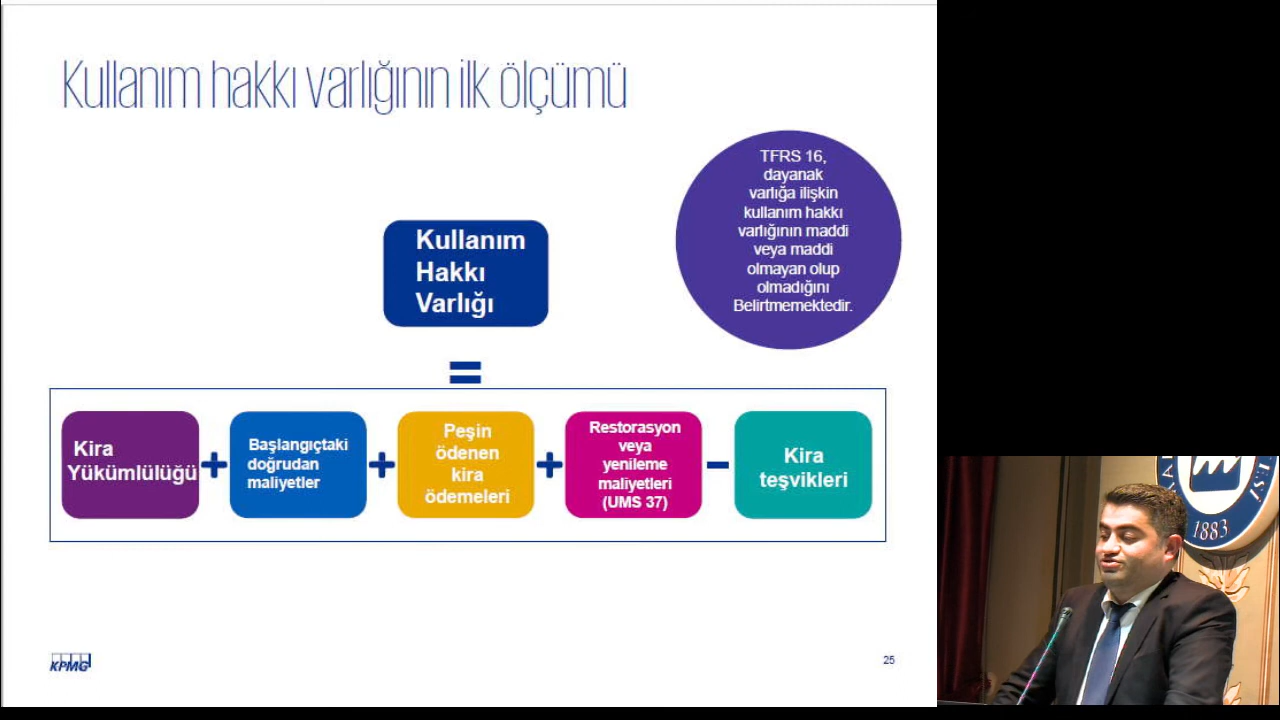 Kullanım hakkı varlığının ilk ölçümü
TFRS 16,
dayanak
varlığa ilişkin
kullanım hakkı
varlığının maddi
veya maddi
olmayan olup
olmadığını
Belirtmemektedir.
Kullanım
Hakkı
Varlığı
=
Kira
Yükümlülüğü
+
Başlangıçtaki
doğrudan
maliyetler
+
Peşin
ödenen
kira
ödemeleri
+
Restorasyon
veya
yenileme
maliyetleri
(UMS 37)
-
Kira
teşvikleri
KPMG
25
1883